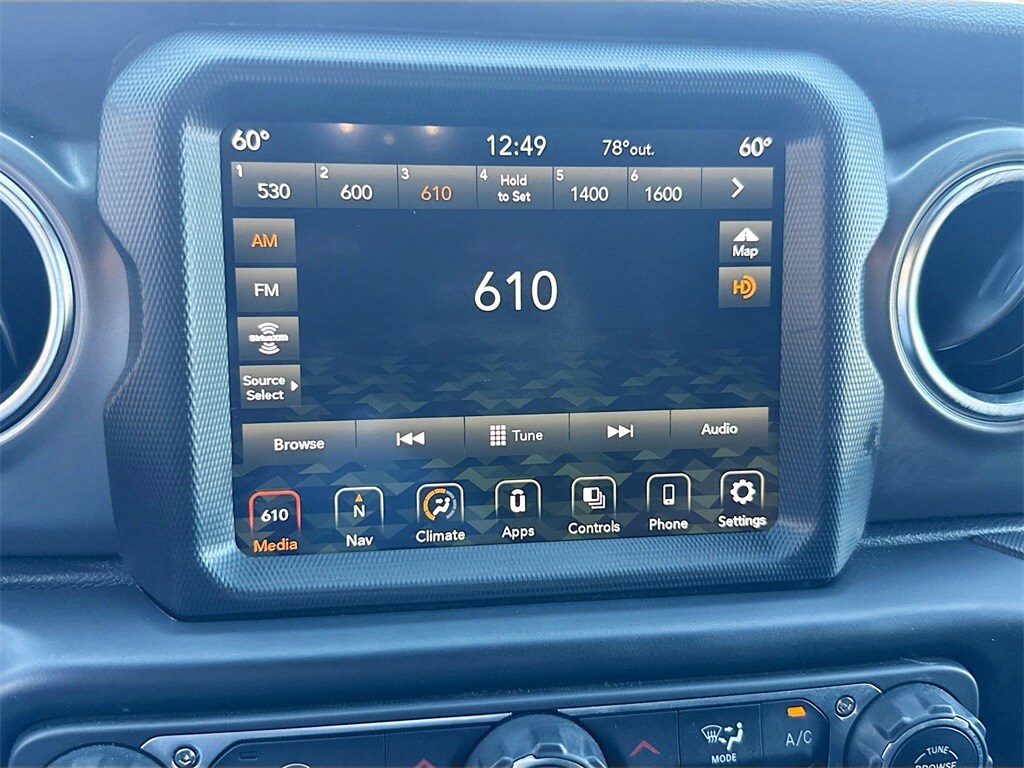 60° 12:49 78°out. 60°
1 530 2 600 3 610 4 Hold to Set 5 1400 6 1600
AM
Map
FM
610
HD
SiriusXM
Source
Select
Browse Tune Audio
610 N
Media Nav Climate Apps Controls Phone Settings
MODE A/C
TUNE
BROWSE